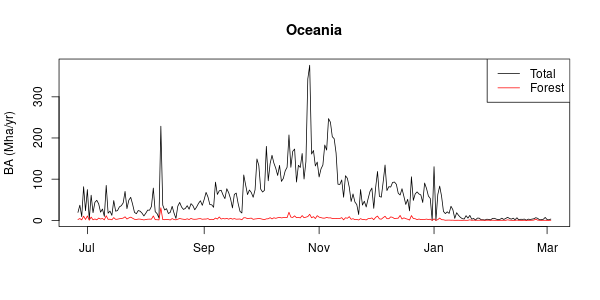 Oceania
Total
Forest
BA (Mha/yr)
300
200
100
0
Jul Sep Nov Jan Mar